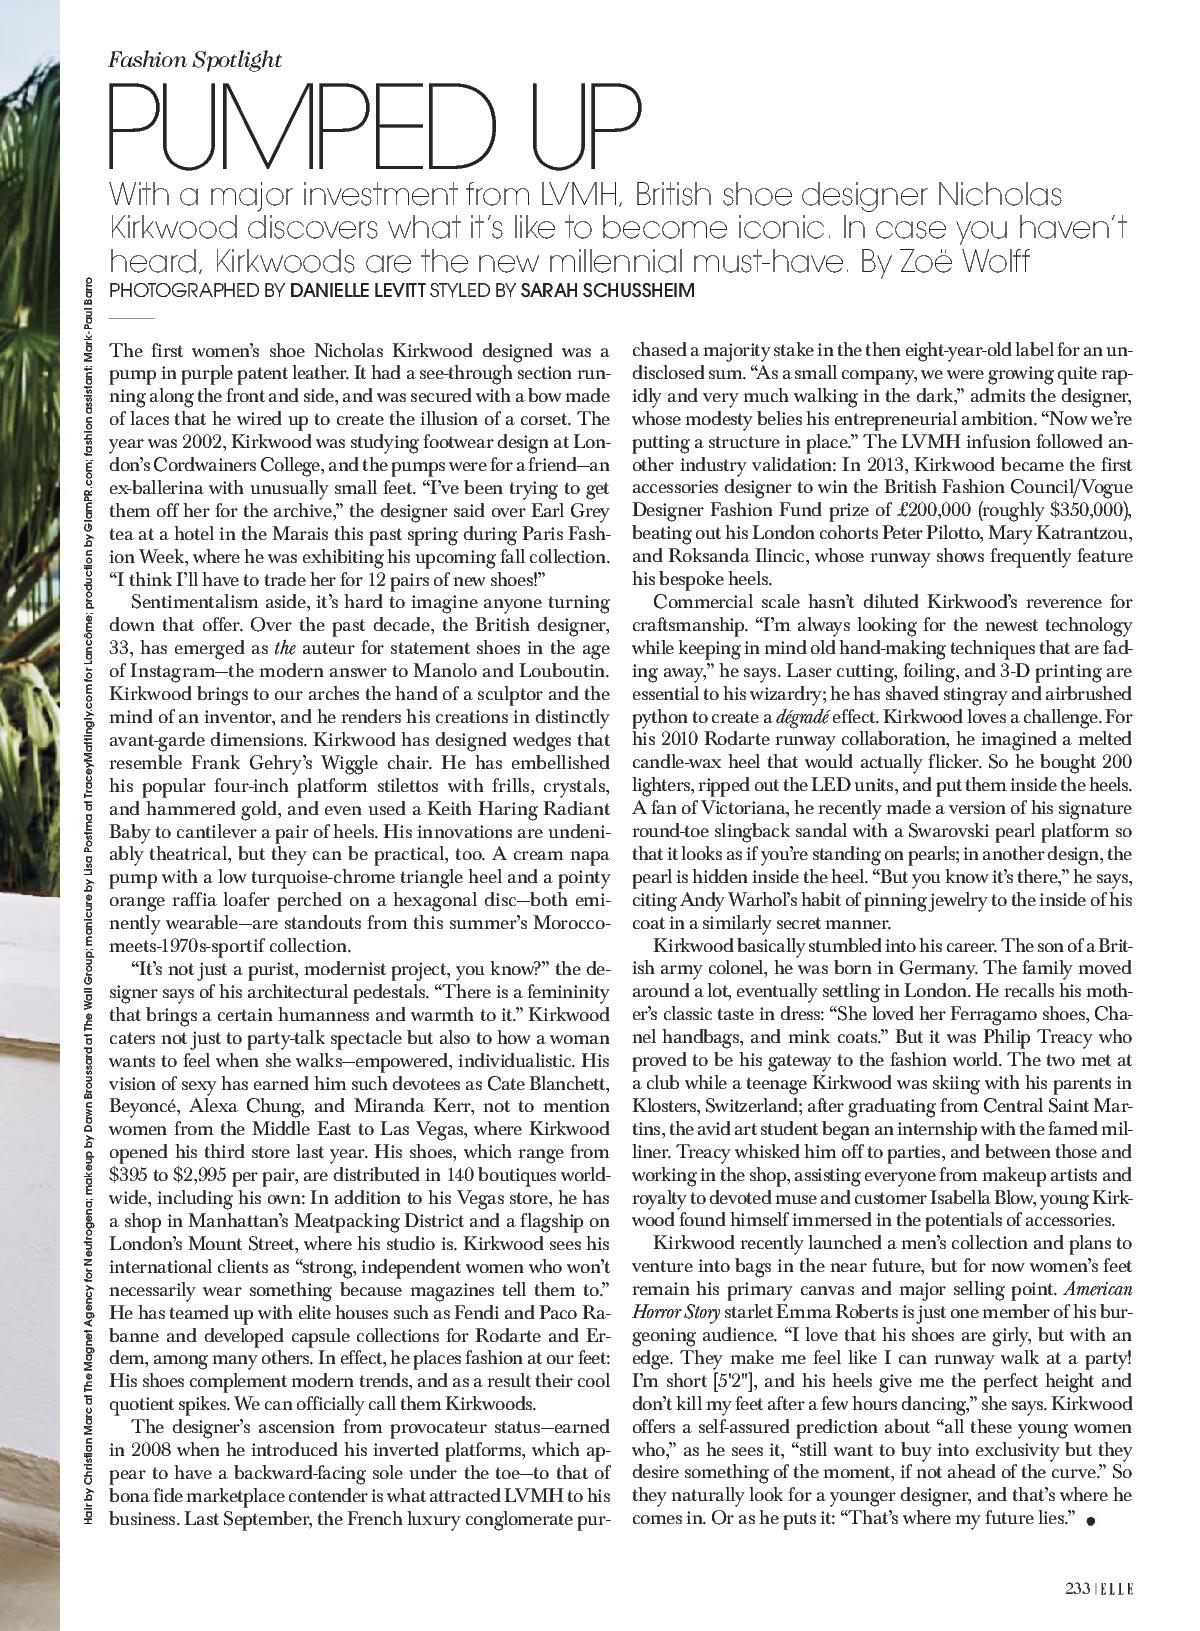 Fashion Spotlight
PUMPED UP
With a major investment from LVMH, British shoe designer Nicholas
Kirkwood discovers what it's like to become iconic. In case you haven't
heard, Kirkwoods are the new millennial must-have. By Zoë Wolff
PHOTOGRAPHED BY DANIELLE LEVITT STYLED BY SARAH SCHUSSHEIM
Hair by Christian Marc at The Magnet Agency for Neutrogena; makeup by Dawn Broussard at The Wall Group; manicure by Lisa Postma at TraceyMattingly.com for Lancôme; production by GlamPR.com; fashion assistant: Mark-Paul Barro
The first women's shoe Nicholas Kirkwood designed was a
pump in purple patent leather. It had a see-through section run-
ning along the front and side, and was secured with a bow made
of laces that he wired up to create the illusion of a corset. The
year was 2002, Kirkwood was studying footwear design at Lon-
don's Cordwainers College, and the pumps were for a friend—an
ex-ballerina with unusually small feet. “I've been trying to get
them off her for the archive,” the designer said over Earl Grey
tea at a hotel in the Marais this past spring during Paris Fash-
ion Week, where he was exhibiting his upcoming fall collection.
“I think I'll have to trade her for 12 pairs of new shoes!”
Sentimentalism aside, it's hard to imagine anyone turning
down that offer. Over the past decade, the British designer,
33, has emerged as the auteur for statement shoes in the age
of Instagram—the modern answer to Manolo and Louboutin.
Kirkwood brings to our arches the hand of a sculptor and the
mind of an inventor, and he renders his creations in distinctly
avant-garde dimensions. Kirkwood has designed wedges that
resemble Frank Gehry's Wiggle chair. He has embellished
his popular four-inch platform stilettos with frills, crystals,
and hammered gold, and even used a Keith Haring Radiant
Baby to cantilever a pair of heels. His innovations are undeni-
ably theatrical, but they can be practical, too. A cream napa
pump with a low turquoise-chrome triangle heel and a pointy
orange raffia loafer perched on a hexagonal disc—both emi-
nently wearable—are standouts from this summer's Morocco-
meets-1970s-sportif collection.
“It's not just a purist, modernist project, you know?” the de-
signer says of his architectural pedestals. “There is a femininity
that brings a certain humanness and warmth to it.” Kirkwood
caters not just to party-talk spectacle but also to how a woman
wants to feel when she walks—empowered, individualistic. His
vision of sexy has earned him such devotees as Cate Blanchett,
Beyoncé, Alexa Chung, and Miranda Kerr, not to mention
women from the Middle East to Las Vegas, where Kirkwood
opened his third store last year. His shoes, which range from
$395 to $2,995 per pair, are distributed in 140 boutiques world-
wide, including his own: In addition to his Vegas store, he has
a shop in Manhattan's Meatpacking District and a flagship on
London's Mount Street, where his studio is. Kirkwood sees his
international clients as “strong, independent women who won't
necessarily wear something because magazines tell them to.”
He has teamed up with elite houses such as Fendi and Paco Ra-
banne and developed capsule collections for Rodarte and Er-
dem, among many others. In effect, he places fashion at our feet:
His shoes complement modern trends, and as a result their cool
quotient spikes. We can officially call them Kirkwoods.
The designer's ascension from provocateur status—earned
in 2008 when he introduced his inverted platforms, which ap-
pear to have a backward-facing sole under the toe—to that of
bona fide marketplace contender is what attracted LVMH to his
business. Last September, the French luxury conglomerate pur-
chased a majority stake in the then eight-year-old label for an un-
disclosed sum. “As a small company, we were growing quite rap-
idly and very much walking in the dark,” admits the designer,
whose modesty belies his entrepreneurial ambition. “Now we're
putting a structure in place.” The LVMH infusion followed an-
other industry validation: In 2013, Kirkwood became the first
accessories designer to win the British Fashion Council/Vogue
Designer Fashion Fund prize of £200,000 (roughly $350,000),
beating out his London cohorts Peter Pilotto, Mary Katrantzou,
and Roksanda Ilincic, whose runway shows frequently feature
his bespoke heels.
Commercial scale hasn't diluted Kirkwood's reverence for
craftsmanship. “I'm always looking for the newest technology
while keeping in mind old hand-making techniques that are fad-
ing away,” he says. Laser cutting, foiling, and 3-D printing are
essential to his wizardry; he has shaved stingray and airbrushed
python to create a dégradé effect. Kirkwood loves a challenge. For
his 2010 Rodarte runway collaboration, he imagined a melted
candle-wax heel that would actually flicker. So he bought 200
lighters, ripped out the LED units, and put them inside the heels.
A fan of Victoriana, he recently made a version of his signature
round-toe slingback sandal with a Swarovski pearl platform so
that it looks as if you're standing on pearls; in another design, the
pearl is hidden inside the heel. “But you know it's there,” he says,
citing Andy Warhol's habit of pinning jewelry to the inside of his
coat in a similarly secret manner.
Kirkwood basically stumbled into his career. The son of a Brit-
ish army colonel, he was born in Germany. The family moved
around a lot, eventually settling in London. He recalls his moth-
er's classic taste in dress: “She loved her Ferragamo shoes, Cha-
nel handbags, and mink coats.” But it was Philip Treacy who
proved to be his gateway to the fashion world. The two met at
a club while a teenage Kirkwood was skiing with his parents in
Klosters, Switzerland; after graduating from Central Saint Mar-
tins, the avid art student began an internship with the famed mil-
liner. Treacy whisked him off to parties, and between those and
working in the shop, assisting everyone from makeup artists and
royalty to devoted muse and customer Isabella Blow, young Kirk-
wood found himself immersed in the potentials of accessories.
Kirkwood recently launched a men's collection and plans to
venture into bags in the near future, but for now women's feet
remain his primary canvas and major selling point. American
Horror Story starlet Emma Roberts is just one member of his bur-
geoning audience. “I love that his shoes are girly, but with an
edge. They make me feel like I can runway walk at a party!
I'm short [5'2"], and his heels give me the perfect height and
don't kill my feet after a few hours dancing,” she says. Kirkwood
offers a self-assured prediction about “all these young women
who,” as he sees it, “still want to buy into exclusivity but they
desire something of the moment, if not ahead of the curve.” So
they naturally look for a younger designer, and that's where he
comes in. Or as he puts it: “That's where my future lies.” ●
233 | ELLE